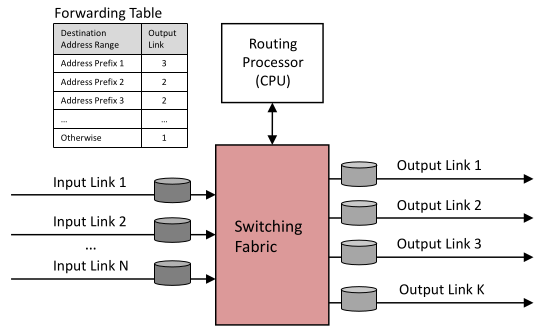 Forwarding Table
Destination Address Range Output Link
Address Prefix 1 3
Address Prefix 2 2
Address Prefix 3 2
... ...
Otherwise 1
Routing
Processor
(CPU)
Input Link 1
Input Link 2
...
Input Link N
Switching
Fabric
Output Link 1
Output Link 2
Output Link 3
Output Link K